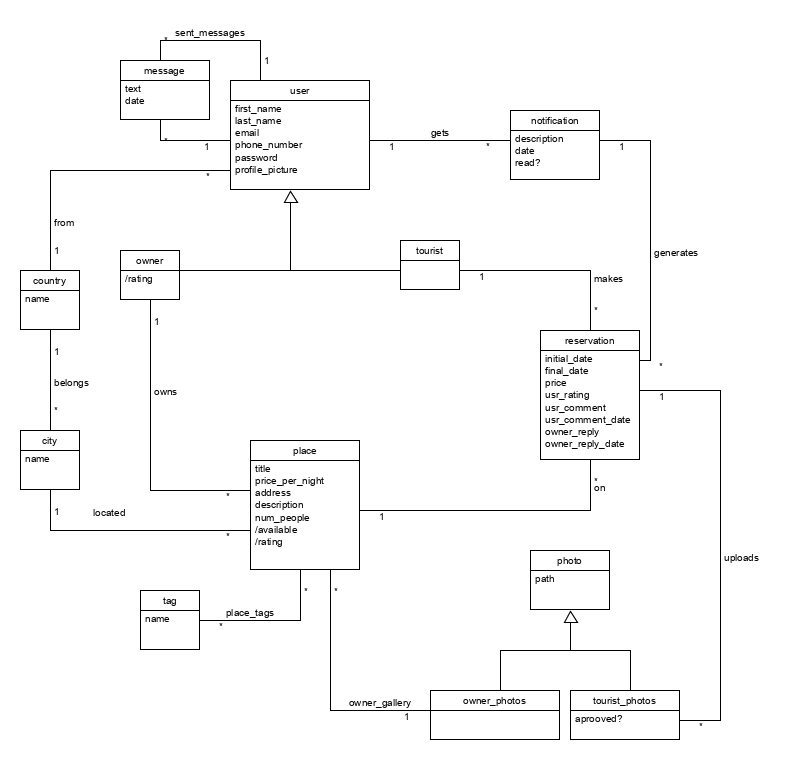 sent_messages
*
1
message
text
date
*
1
user
first_name
last_name
email
phone_number
password
profile_picture
*
gets
1
*
notification
description
date
read?
1
generates
*
from
1
owner
/rating
tourist
1
makes
*
country
name
1
belongs
*
1
owns
*
reservation
initial_date
final_date
price
usr_rating
usr_comment
usr_comment_date
owner_reply
owner_reply_date
1
*
on
1
city
name
1
located
*
place
title
price_per_night
address
description
num_people
/available
/rating
*
*
uploads
photo
path
tag
name
place_tags
*
owner_gallery
1
owner_photos
tourist_photos
aprooved?
*